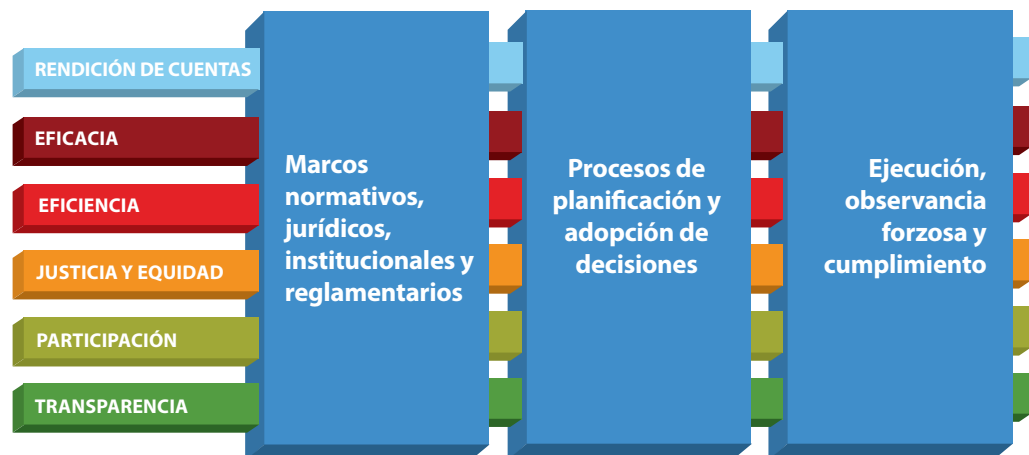 RENDICIÓN DE CUENTAS
EFICACIA
EFICIENCIA
JUSTICIA Y EQUIDAD
PARTICIPACIÓN
TRANSPARENCIA
Marcos
normativos,
jurídicos,
institucionales y
reglamentarios
Procesos de
planificación y
adopción de
decisiones
Ejecución,
observancia
forzosa y
cumplimiento